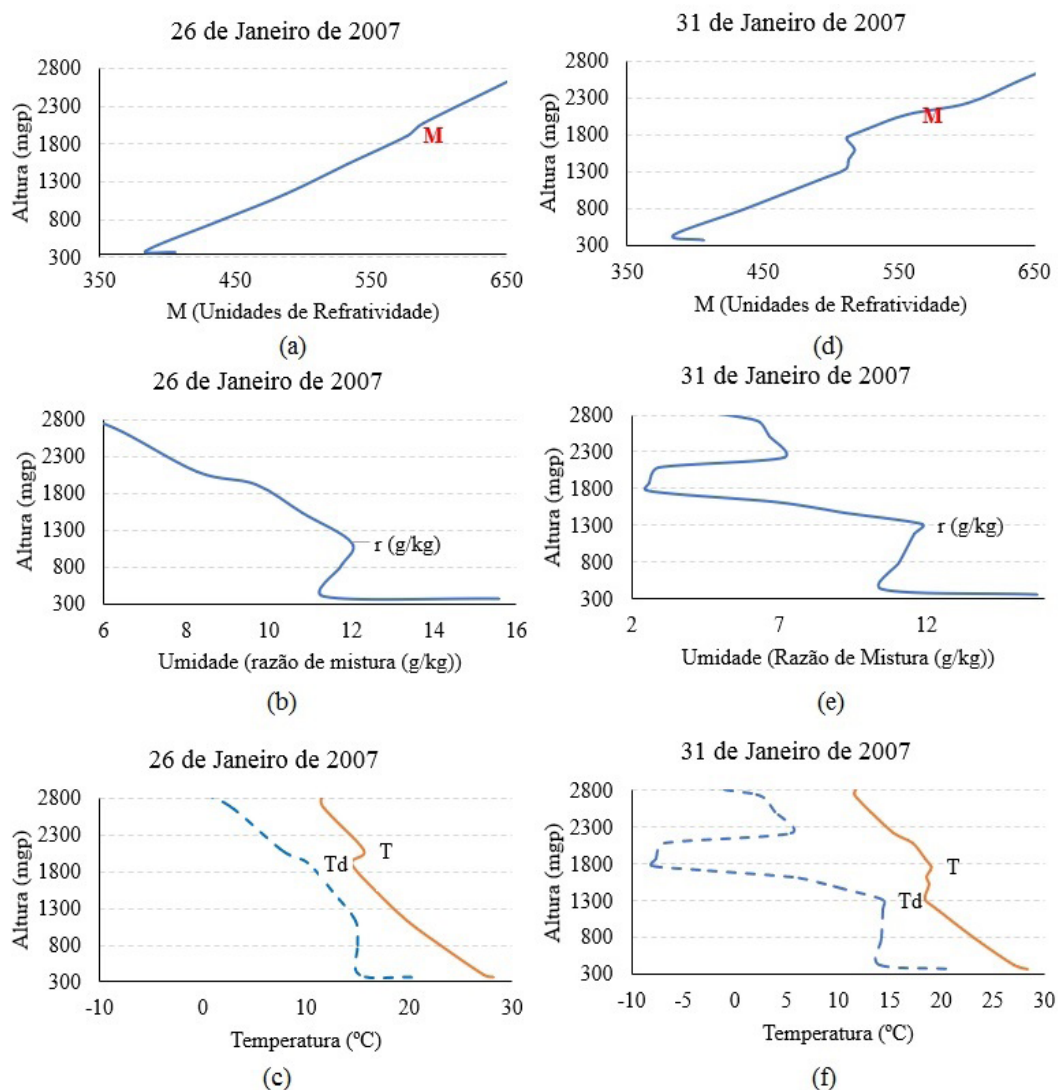 26 de Janeiro de 2007
2800
2300
1800
1300
800
300
Altura (mgp)
M
350 450 550 650
M (Unidades de Refratividade)
(a)
31 de Janeiro de 2007
2800
2300
1800
1300
800
300
Altura (mgp)
M
350 450 550 650
M (Unidades de Refratividade)
(d)
26 de Janeiro de 2007
2800
2300
1800
1300
800
300
Altura (mgp)
r (g/kg)
6 8 10 12 14 16
Umidade (razão de mistura (g/kg))
(b)
31 de Janeiro de 2007
2800
2300
1800
1300
800
300
Altura (mgp)
r (g/kg)
2 7 12
Umidade (Razão de Mistura (g/kg))
(e)
26 de Janeiro de 2007
2800
2300
1800
1300
800
300
Altura (mgp)
Td T
-10 0 10 20 30
Temperatura (ºC)
(c)
31 de Janeiro de 2007
2800
2300
1800
1300
800
300
Altura (mgp)
T
Td
-10 -5 0 5 10 15 20 25 30
Temperatura (ºC)
(f)